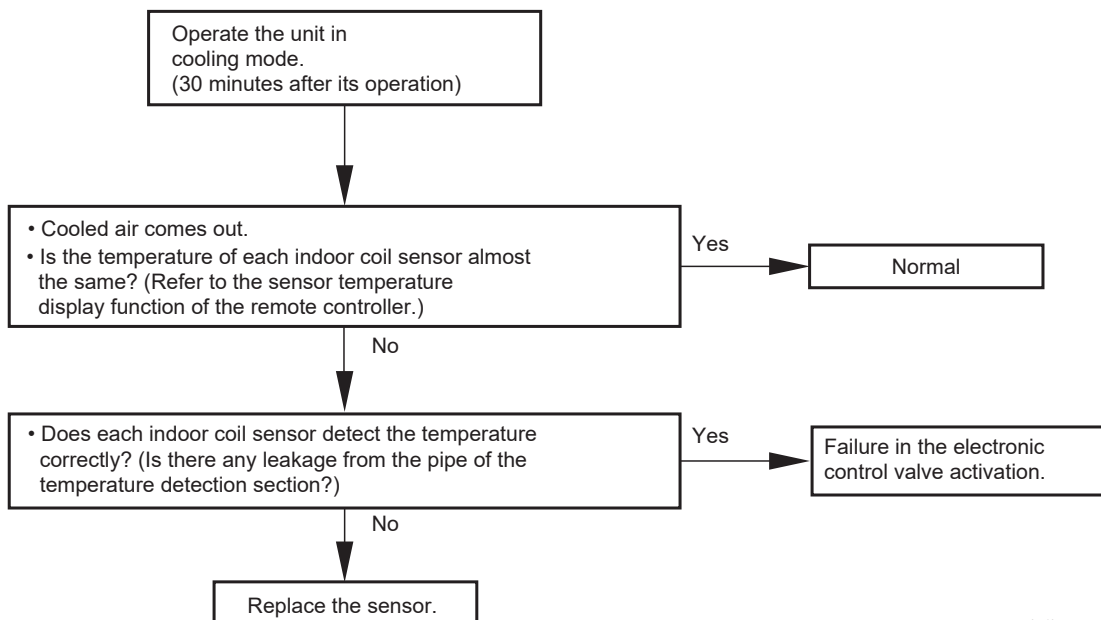 Operate the unit in
cooling mode.
(30 minutes after its operation)
• Cooled air comes out.
• Is the temperature of each indoor coil sensor almost
the same? (Refer to the sensor temperature
display function of the remote controller.)
Yes
Normal
No
• Does each indoor coil sensor detect the temperature
correctly? (Is there any leakage from the pipe of the
temperature detection section?)
Yes
Failure in the electronic
control valve activation.
No
Replace the sensor.